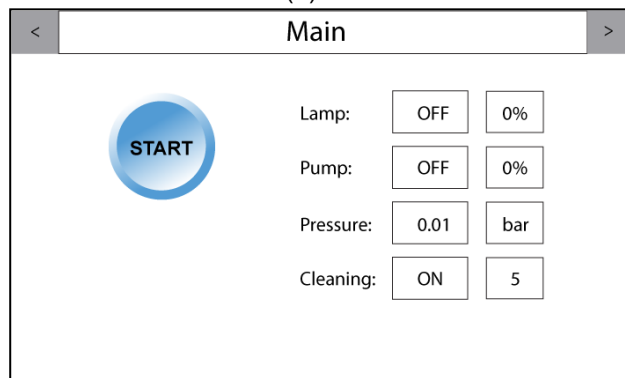 < Main >
START
Lamp: OFF 0%
Pump: OFF 0%
Pressure: 0.01 bar
Cleaning: ON 5